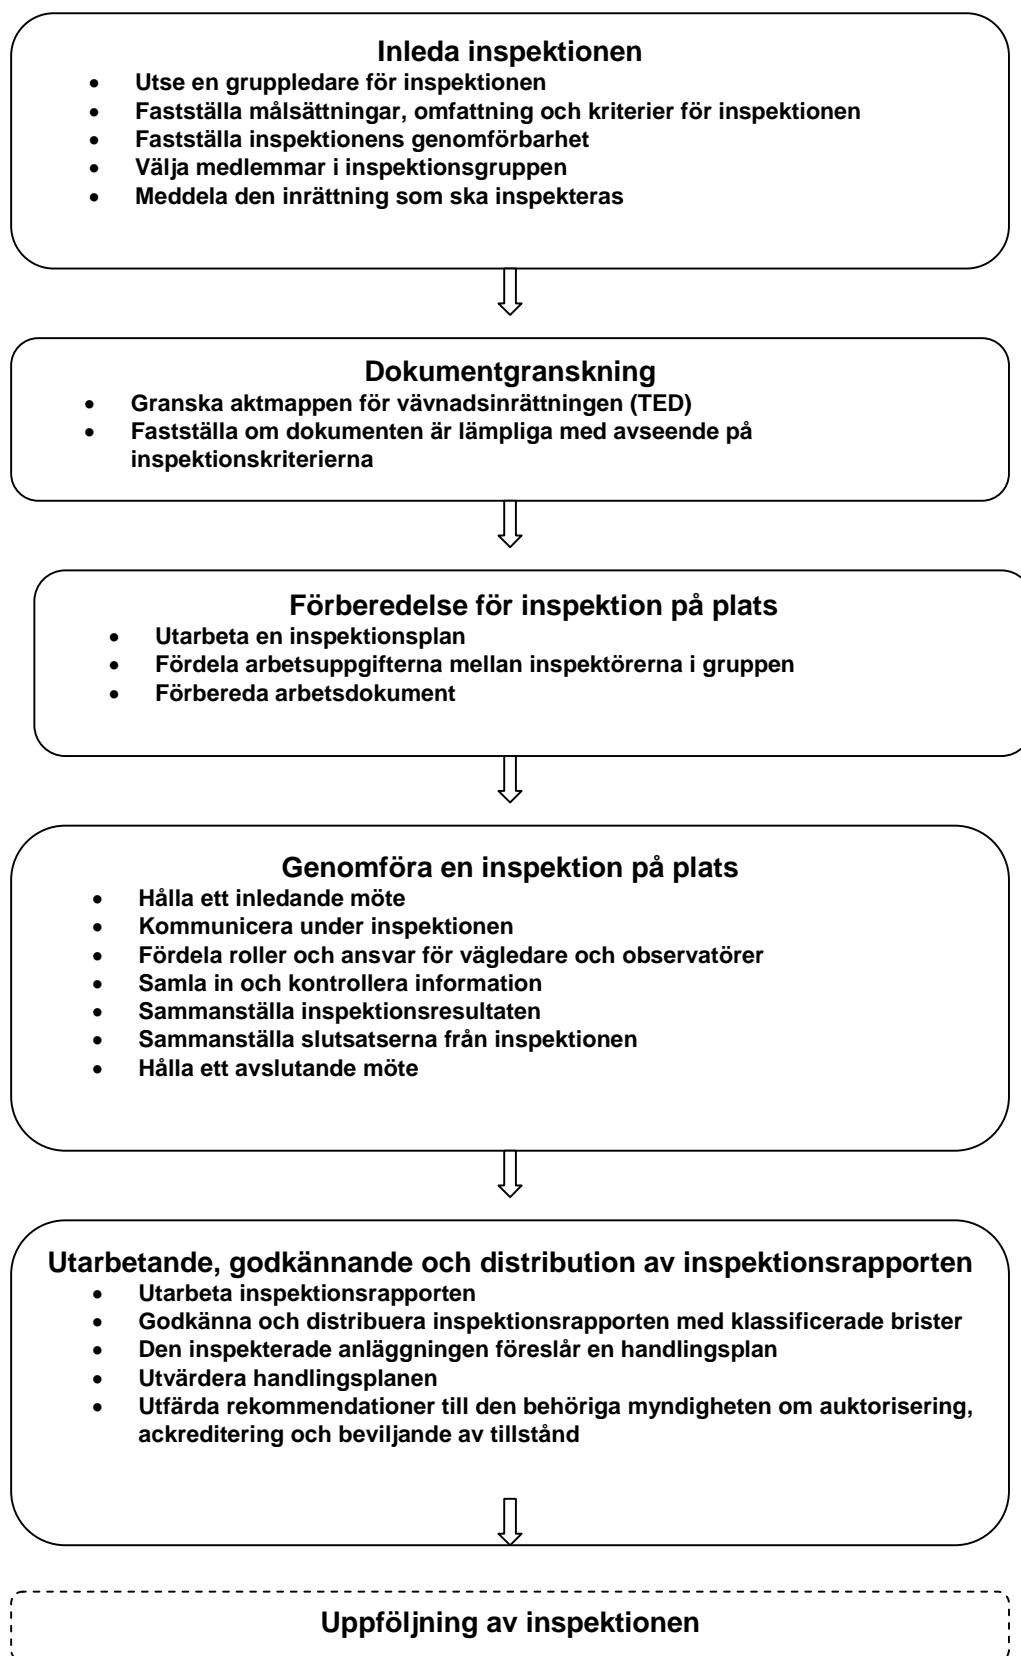 Inleda inspektionen
• Utse en gruppledare för inspektionen
• Fastställa målsättningar, omfattning och kriterier för inspektionen
• Fastställa inspektionens genomförbarhet
• Välja medlemmar i inspektionsgruppen
• Meddela den inrättning som ska inspekteras
Dokumentgranskning
• Granska aktmappen för vävnadsinrättningen (TED)
• Fastställa om dokumenten är lämpliga med avseende på
inspektionskriterierna
Förberedelse för inspektion på plats
• Utarbeta en inspektionsplan
• Fördela arbetsuppgifterna mellan inspektörerna i gruppen
• Förbereda arbetsdokument
Genomföra en inspektion på plats
• Hålla ett inledande möte
• Kommunicera under inspektionen
• Fördela roller och ansvar för vägledare och observatörer
• Samla in och kontrollera information
• Sammanställa inspektionsresultaten
• Sammanställa slutsatserna från inspektionen
• Hålla ett avslutande möte
Utarbetande, godkännande och distribution av inspektionsrapporten
• Utarbeta inspektionsrapporten
• Godkänna och distribuera inspektionsrapporten med klassificerade brister
• Den inspekterade anläggningen föreslår en handlingsplan
• Utvärdera handlingsplanen
• Utfärda rekommendationer till den behöriga myndigheten om auktorisering,
ackreditering och beviljande av tillstånd
Uppföljning av inspektionen